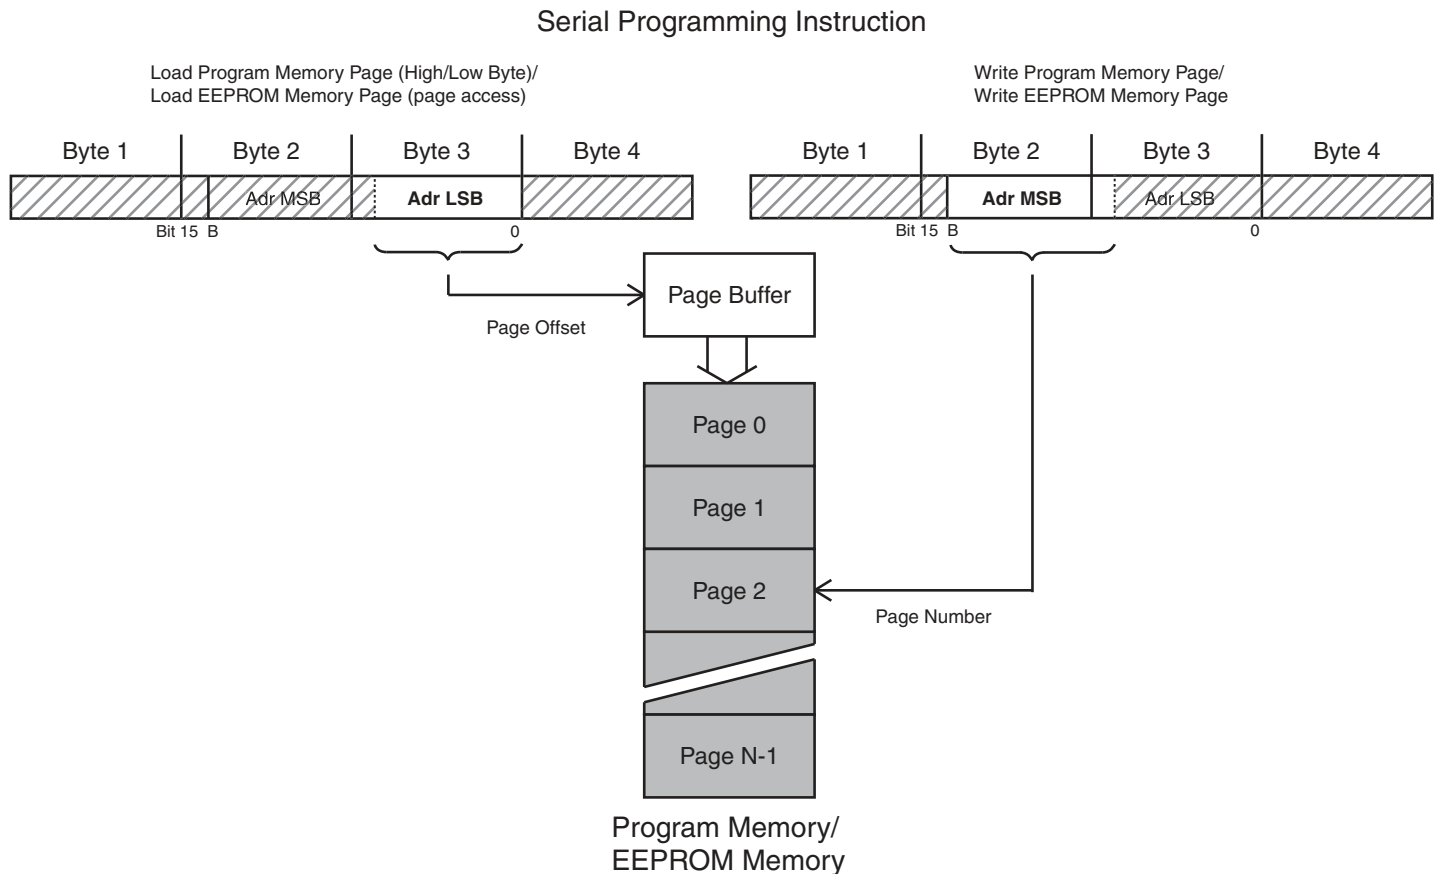 Serial Programming Instruction
Load Program Memory Page (High/Low Byte)/
Load EEPROM Memory Page (page access)
Write Program Memory Page/
Write EEPROM Memory Page
Byte 1 Byte 2 Byte 3 Byte 4
Adr MSB Adr LSB
Bit 15 B 0
Byte 1 Byte 2 Byte 3 Byte 4
Adr MSB Adr LSB
Bit 15 B 0
Page Buffer
Page Offset
Page 0
Page 1
Page 2
Page Number
Page N-1
Program Memory/
EEPROM Memory